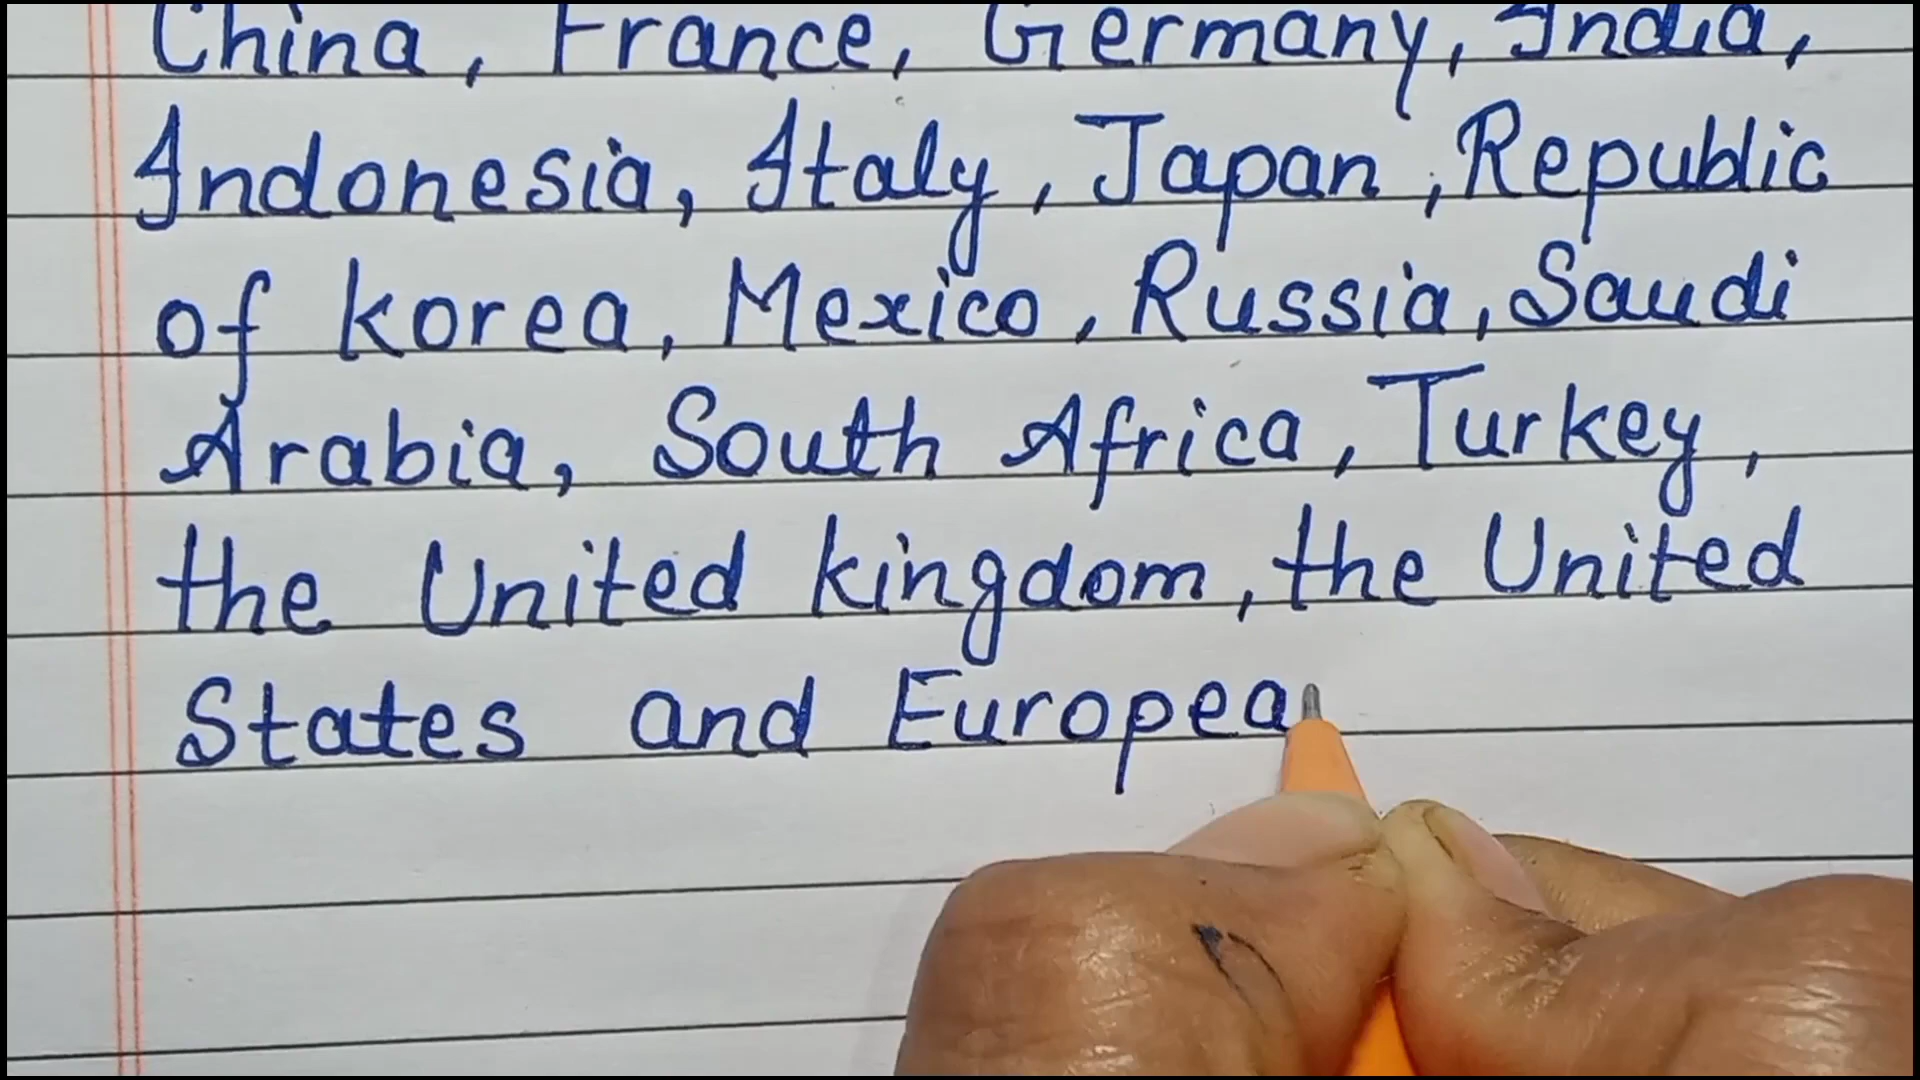 China, France, Germany, India,
Indonesia, Italy, Japan, Republic
of korea, Mexico, Russia, Saudi
Arabia, South Africa, Turkey,
the United kingdom, the United
States and Europea